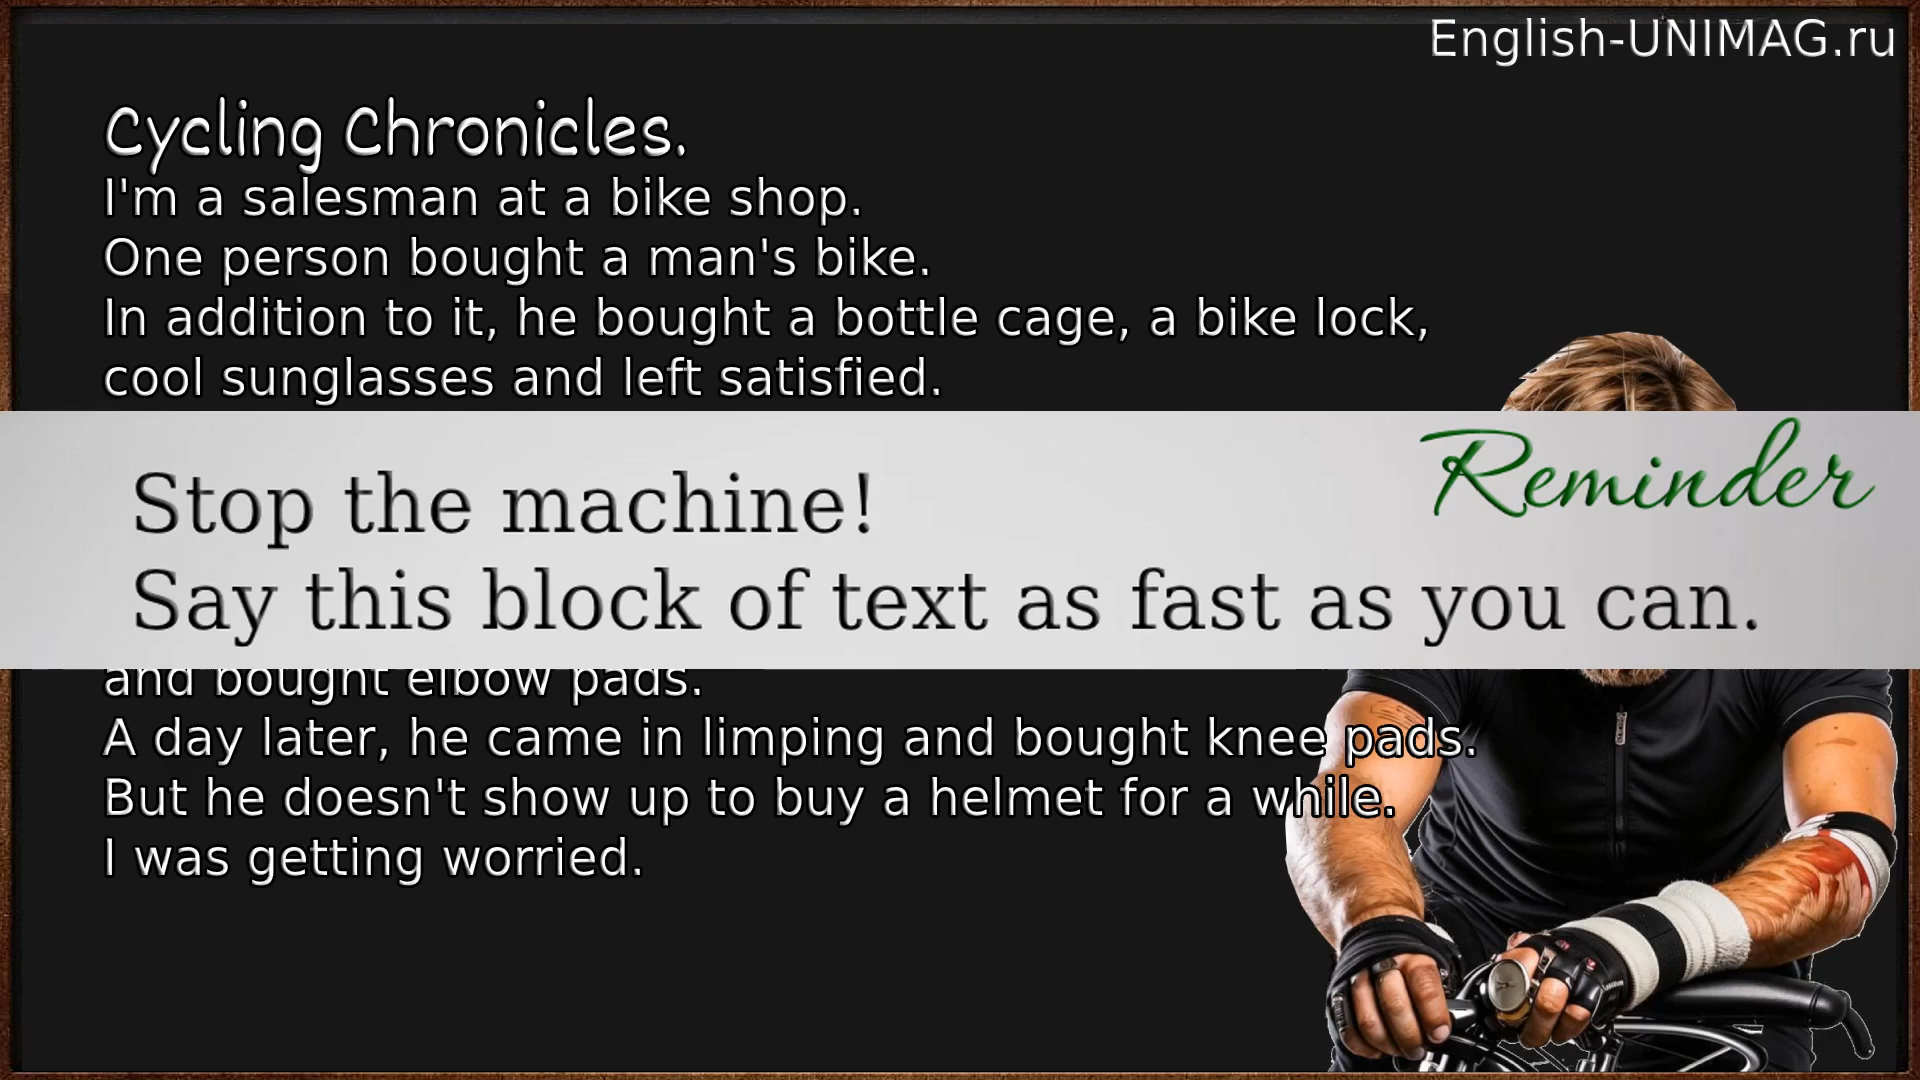 English-UNIMAG.ru
Cycling Chronicles.
I'm a salesman at a bike shop.
One person bought a man's bike.
In addition to it, he bought a bottle cage, a bike lock,
cool sunglasses and left satisfied.
Reminder
Stop the machine!
Say this block of text as fast as you can.
and bought elbow pads.
A day later, he came in limping and bought knee pads.
But he doesn't show up to buy a helmet for a while.
I was getting worried.